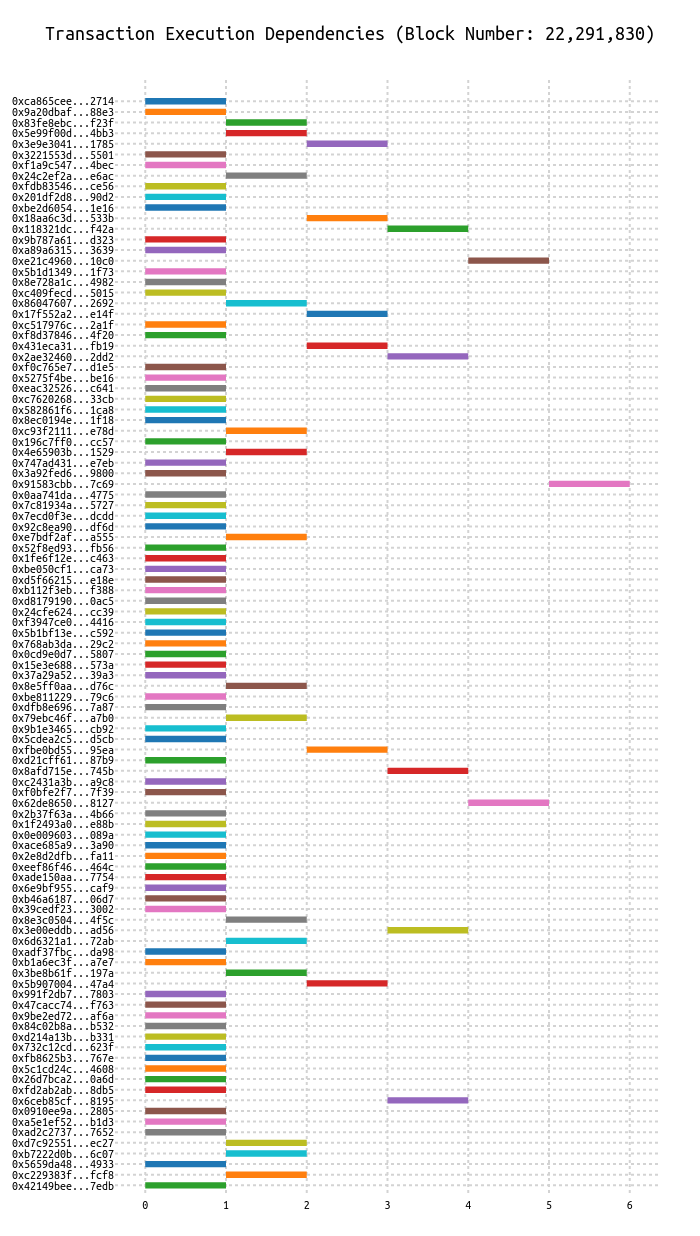 Transaction Execution Dependencies (Block Number: 22,291,830)
0xca865cee...2714
0x9a20dbaf...88e3
0x83fe8ebc...f23f
0x5e99f00d...4bb3
0x3e9e3041...1785
0x3221553d...5501
0xf1a9c547...4bec
0x24c2ef2a...e6ac
0xfdb83546...ce56
0x201df2d8...90d2
0xbe2d6054...1e16
0x18aa6c3d...533b
0x118321dc...f42a
0x9b787a61...d323
0xa89a6315...3639
0xe21c4960...10c0
0x5b1d1349...1f73
0x8e728a1c...4982
0xc409fecd...5015
0x86047607...2692
0x17f552a2...e14f
0xc517976c...2a1f
0xf8d37846...4f20
0x431eca31...fb19
0x2ae32460...2dd2
0xf0c765e7...d1e5
0x5275f4be...be16
0xeac32526...c641
0xc7620268...33cb
0x582861f6...1ca8
0x8ec0194e...1f18
0xc93f2111...e78d
0x196c7ff0...cc57
0x4e65903b...1529
0x747ad431...e7eb
0x3a92fed6...9800
0x91583cbb...7c69
0x0aa741da...4775
0x7c81934a...5727
0x7ecd0f3e...dcdd
0x92c8ea90...df6d
0xe7bdf2af...a555
0x52f8ed93...fb56
0x1fe6f12e...c463
0xbe050cf1...ca73
0xd5f66215...e18e
0xb112f3eb...f388
0xd8179190...0ac5
0x24cfe624...cc39
0xf3947ce0...4416
0x5b1bf13e...c592
0x768ab3da...29c2
0x0cd9e0d7...5807
0x15e3e688...573a
0x37a29a52...39a3
0x8e5ff0aa...d76c
0xbe811229...79c6
0xdfb8e696...7a87
0x79ebc46f...a7b0
0x9b1e3465...cb92
0x5cdea2c5...d5cb
0xfbe0bd55...95ea
0xd21cff61...87b9
0x8afd715e...745b
0xc2431a3b...a9c8
0xf0bfe2f7...7f39
0x62de8650...8127
0x2b37f63a...4b66
0x1f2493a0...e88b
0x0e009603...089a
0xace685a9...3a90
0x2e8d2dfb...fa11
0xeef86f46...464c
0xade150aa...7754
0x6e9bf955...caf9
0xb46a6187...06d7
0x39cedf23...3002
0x8e3c0504...4f5c
0x3e00eddb...ad56
0x6d6321a1...72ab
0xadf37fbc...da98
0xb1a6ec3f...a7e7
0x3be8b61f...197a
0x5b907004...47a4
0x991f2db7...7803
0x47cacc74...f763
0x9be2ed72...af6a
0x84c02b8a...b532
0xd214a13b...b331
0x732c12cd...623f
0xfb8625b3...767e
0x5c1cd24c...4608
0x26d7bca2...0a6d
0xfd2ab2ab...8db5
0x6ceb85cf...8195
0x0910ee9a...2805
0xa5e1ef52...b1d3
0xad2c2737...7652
0xd7c92551...ec27
0xb7222d0b...6c07
0x5659da48...4933
0xc229383f...fcf8
0x42149bee...7edb
0 1 2 3 4 5 6